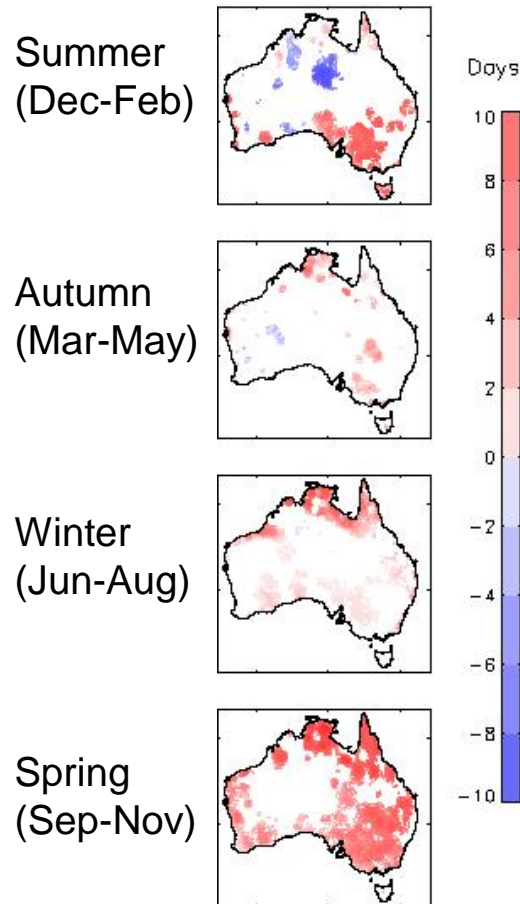 Summer
(Dec-Feb)
Days
10
8
6
4
2
0
-2
-4
-6
-8
-10
Autumn
(Mar-May)
Winter
(Jun-Aug)
Spring
(Sep-Nov)